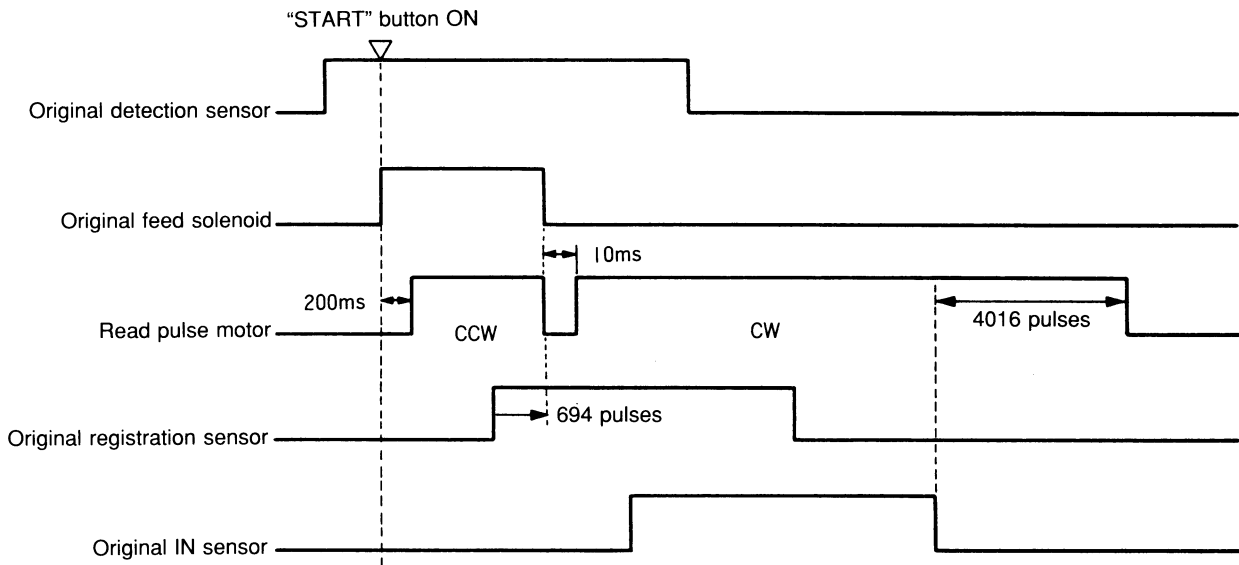 “START” button ON
Original detection sensor
Original feed solenoid
10ms
200ms
4016 pulses
Read pulse motor
CCW
CW
694 pulses
Original registration sensor
Original IN sensor